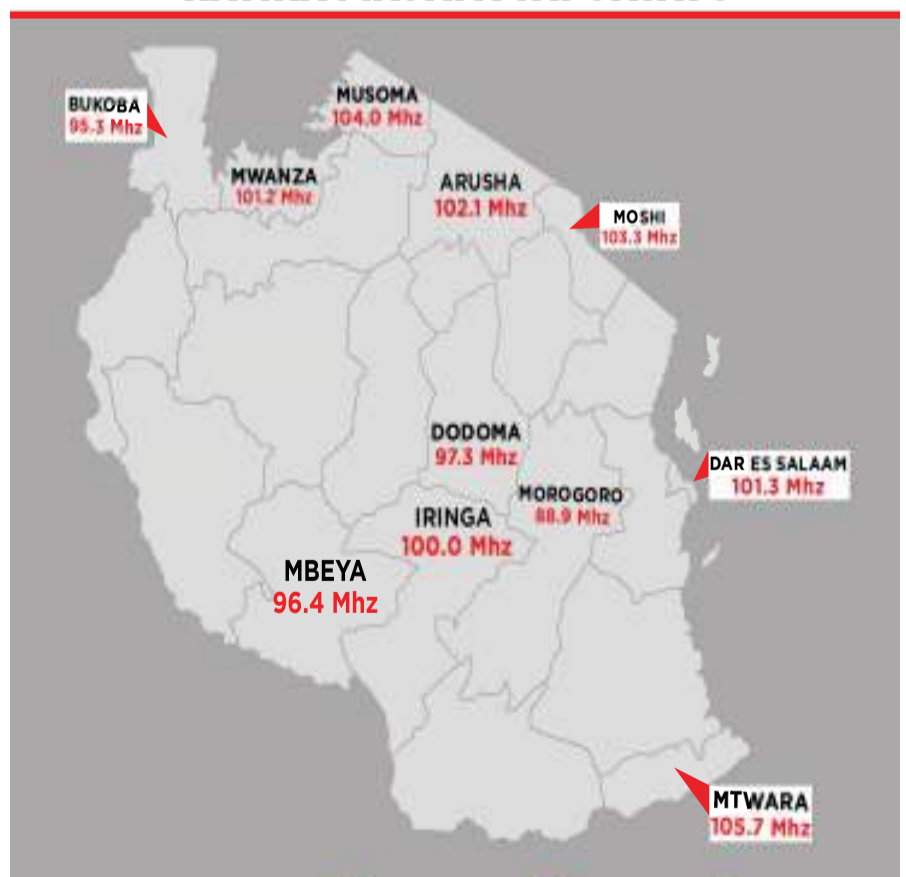 MUSOMA
104.0 Mhz
BUKOBA
95.3 Mhz
MWANZA
101.2 Mhz
ARUSHA
102.1 Mhz
MOSHI
103.3 Mhz
DODOMA
97.3 Mhz
DAR ES SALAAM
101.3 Mhz
MOROGORO
88.9 Mhz
IRINGA
100.0 Mhz
MBEYA
96.4 Mhz
MTWARA
105.7 Mhz